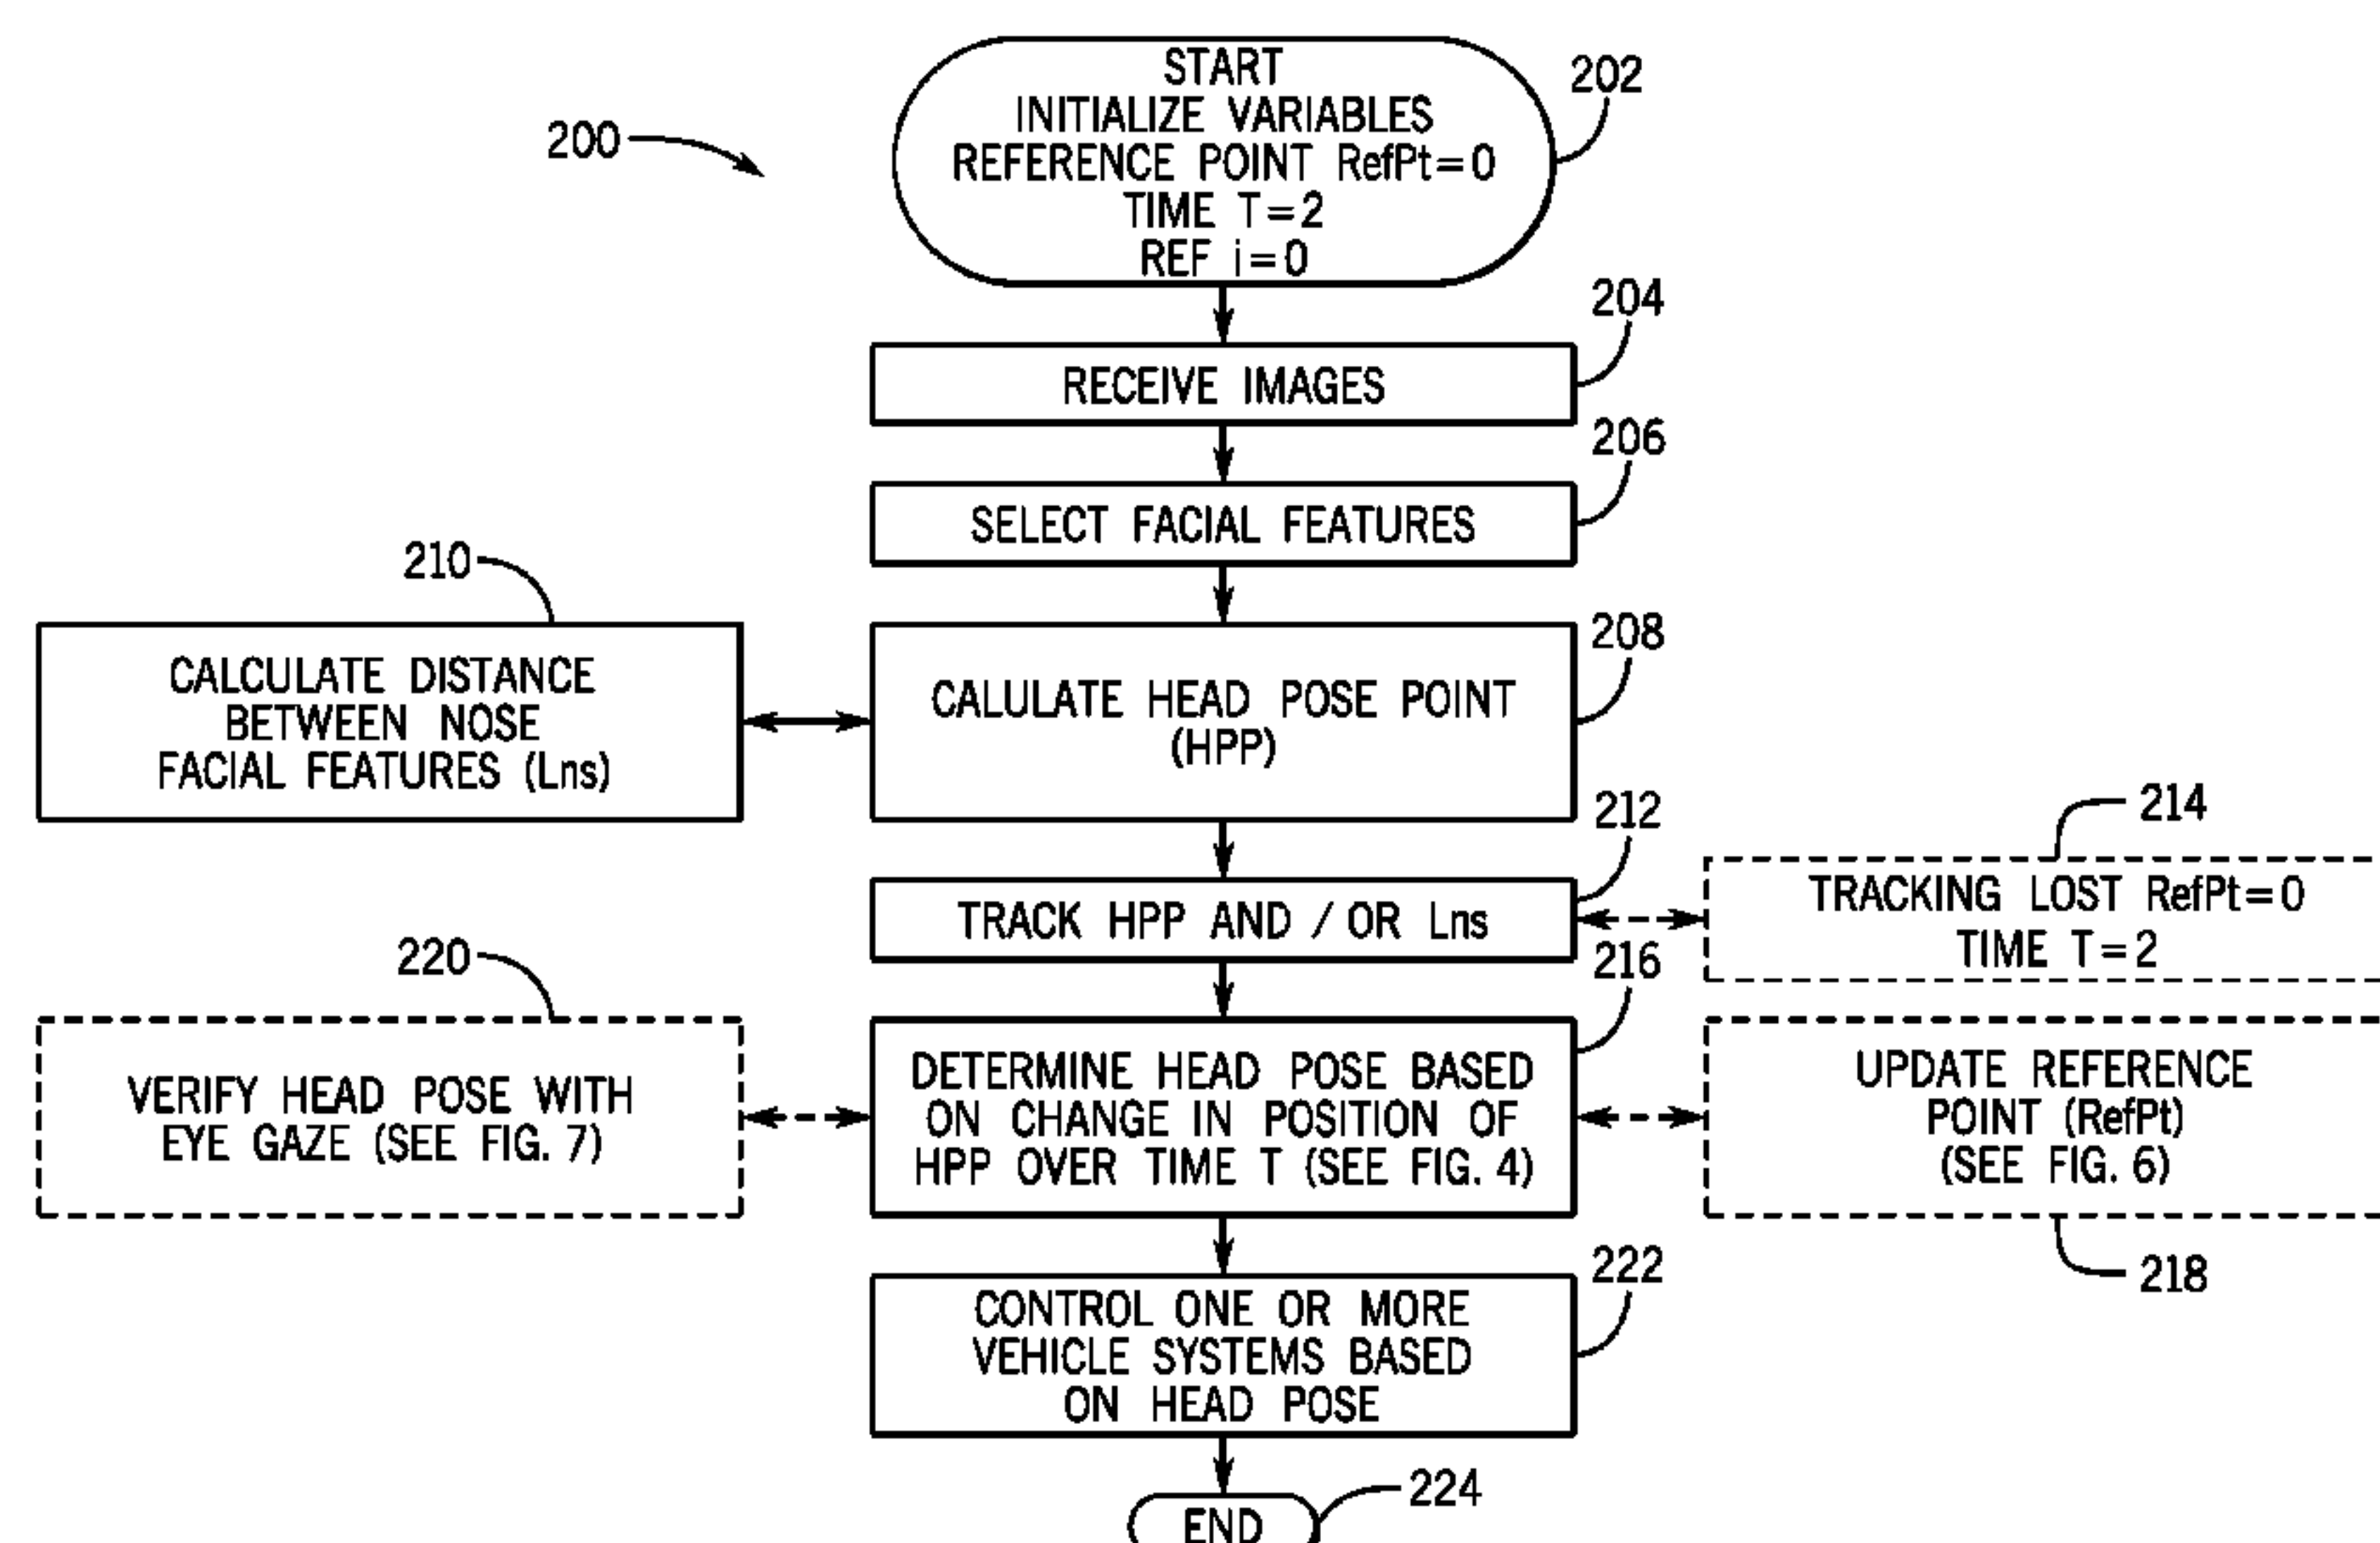 200
START
INITIALIZE VARIABLES
REFERENCE POINT RefPt=0
TIME T=2
REF i=0
202
RECEIVE IMAGES
204
SELECT FACIAL FEATURES
206
210
CALCULATE DISTANCE
BETWEEN NOSE
FACIAL FEATURES (Lns)
CALULATE HEAD POSE POINT
(HPP)
208
TRACK HPP AND / OR Lns
212
214
TRACKING LOST RefPt=0
TIME T=2
220
VERIFY HEAD POSE WITH
EYE GAZE (SEE FIG. 7)
DETERMINE HEAD POSE BASED
ON CHANGE IN POSITION OF
HPP OVER TIME T (SEE FIG. 4)
216
UPDATE REFERENCE
POINT (RefPt)
(SEE FIG. 6)
218
CONTROL ONE OR MORE
VEHICLE SYSTEMS BASED
ON HEAD POSE
222
END
224